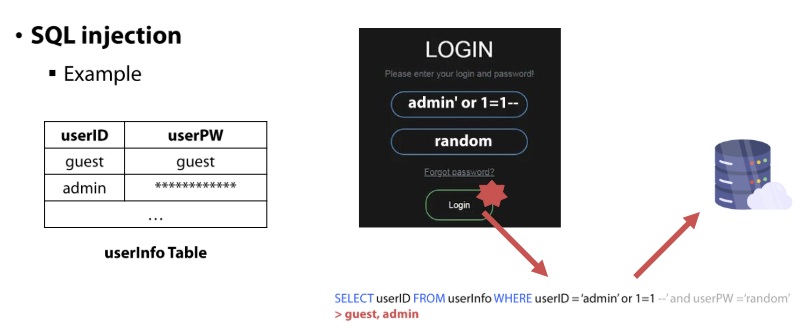 • SQL injection
▪ Example
userID userPW
guest guest
admin ************
...
userInfo Table
LOGIN
Please enter your login and password!
admin' or 1=1--
random
Forgot password?
Login
SELECT userID FROM userInfo WHERE userID = ‘admin’ or 1=1 --’ and userPW =‘random’
> guest, admin